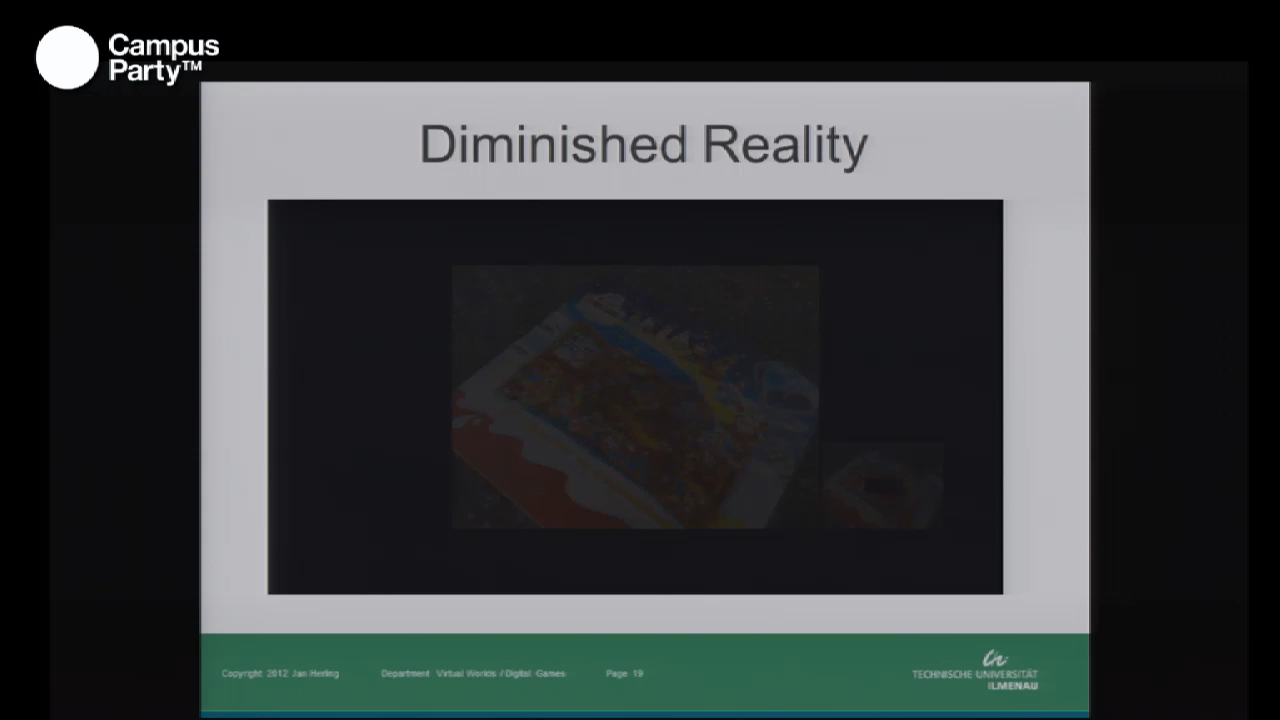 Campus
Party™
Diminished Reality
Copyright 2012 Jan Herling
Department Virtual Worlds / Digital Games
Page 19
TECHNISCHE UNIVERSITÄT
ILMENAU